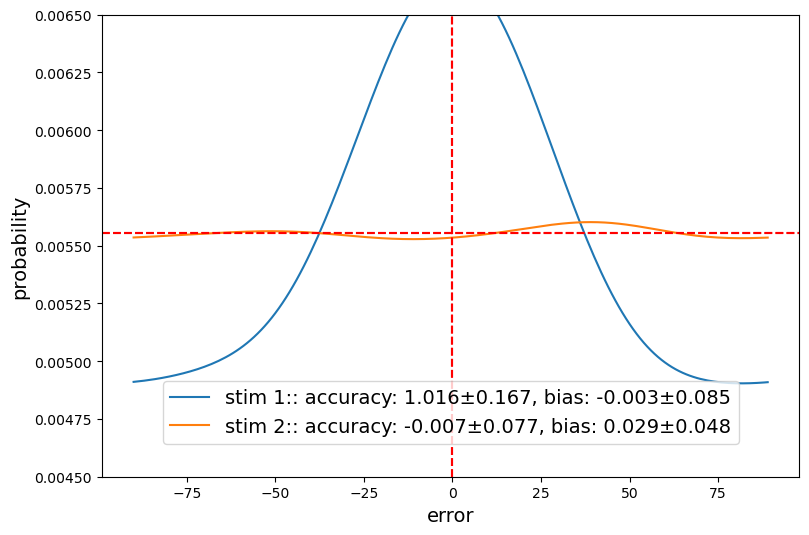 0.00650
0.00625
0.00600
0.00575
0.00550
0.00525
0.00500
0.00475
0.00450
probability
stim 1:: accuracy: 1.016±0.167, bias: -0.003±0.085
stim 2:: accuracy: -0.007±0.077, bias: 0.029±0.048
−75 −50 −25 0 25 50 75
error